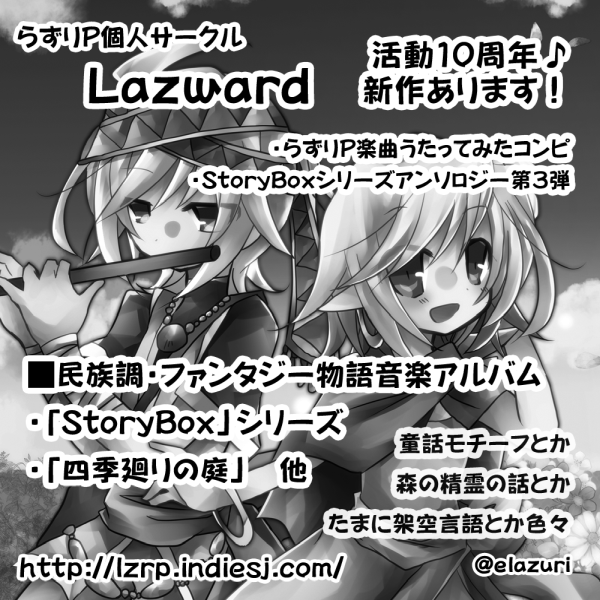 らずりP個人サークル
Lazward
活動10周年♪
新作あります！
・らずりP楽曲うたってみたコンピ
・StoryBoxシリーズアンソロジー第3弾
■民族調・ファンタジー物語音楽アルバム
・「StoryBox」シリーズ
・「四季廻りの庭」 他
童話モチーフとか
森の精霊の話とか
たまに架空言語とか色々
http://lzrp.indiesj.com/
@elazuri